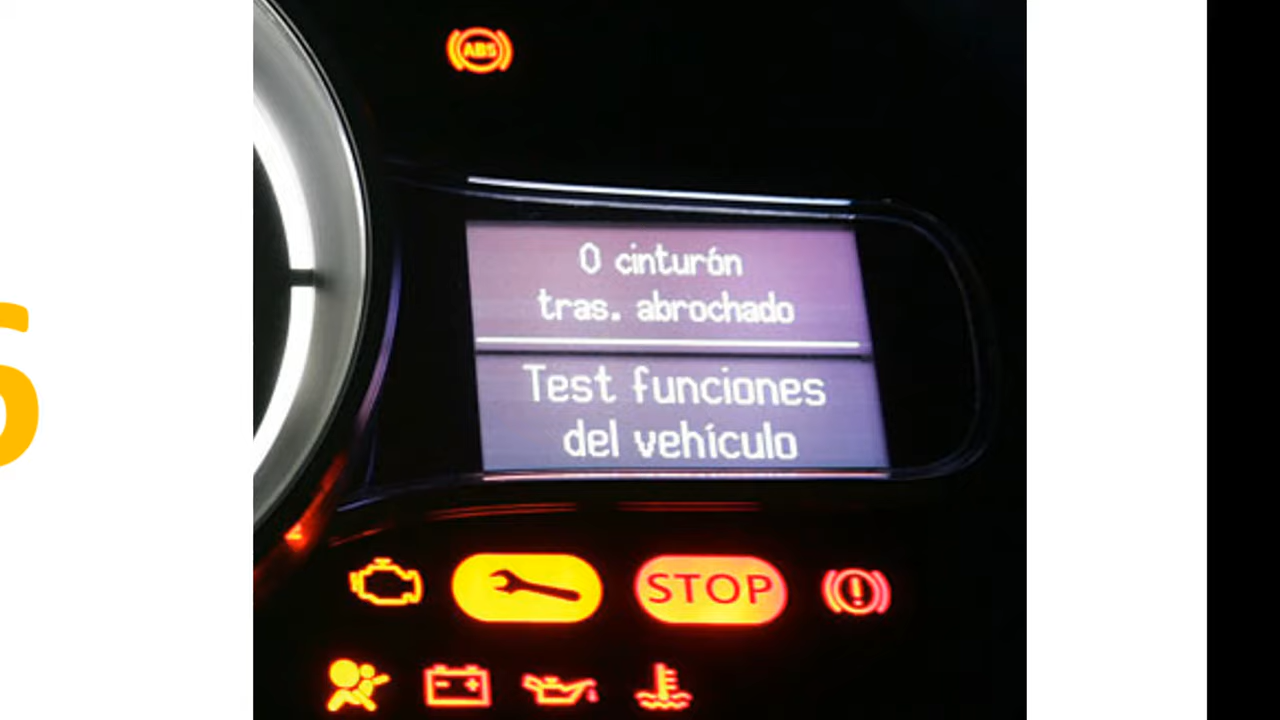 ABS
0 cinturón
tras. abrochado
Test funciones
del vehículo
STOP